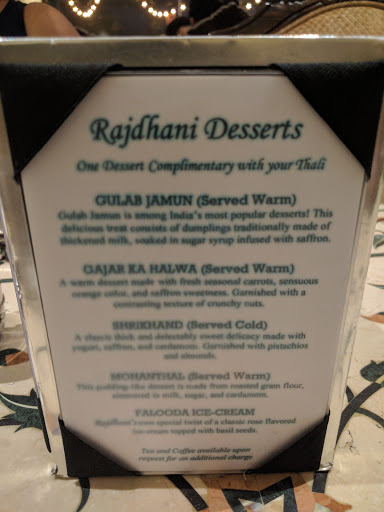 Rajdhani Desserts
One Dessert Complimentary with your Thali
GULAB JAMUN (Served Warm)
Gulab Jamun is among India's most popular desserts! This
delicious treat consists of dumplings traditionally made of
thickened milk, soaked in sugar syrup infused with saffron.
GAJAR KA HALWA (Served Warm)
A warm dessert made with fresh seasonal carrots, sensuous
orange color, and saffron sweetness. Garnished with a
contrasting texture of crunchy nuts.
SHRIKHAND (Served Cold)
A classic thick and delectably sweet delicacy made with
yogurt, saffron, and cardamom. Garnished with pistachios
and almonds.
MOHANTHAL (Served Warm)
This pudding-like dessert is made from roasted gram flour,
simmered in milk, sugar, and cardamom.
FALOODA ICE-CREAM
Rajdhani's own special twist of a classic rose flavored
ice-cream topped with basil seeds.
Tea and Coffee available upon
request for an additional charge